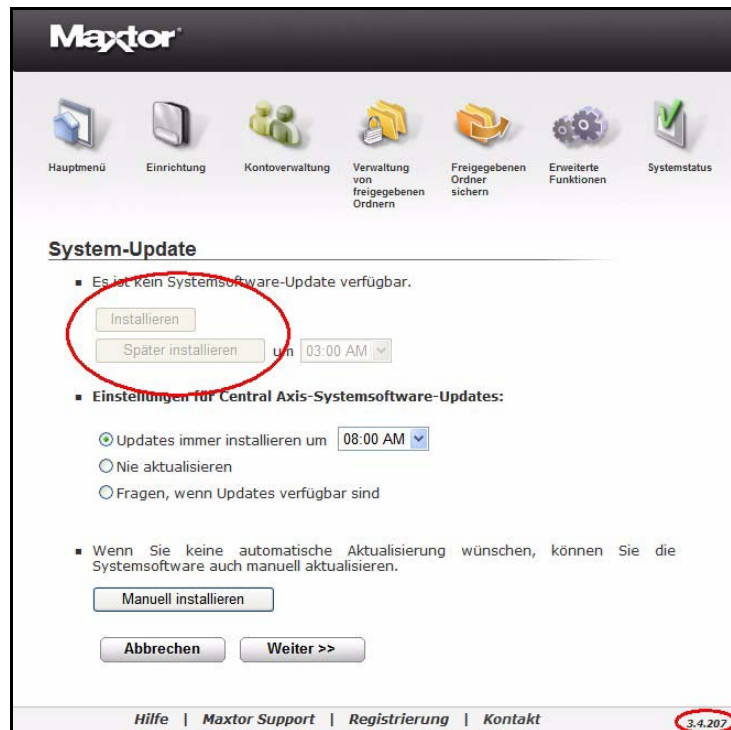 Maxtor
Hauptmenü
Einrichtung
Kontoverwaltung
Verwaltung
von
freigegebenen
Ordnern
Freigegebenen
Ordner
sichern
Erweiterte
Funktionen
Systemstatus
System-Update
Es ist kein Systemsoftware-Update verfügbar.
Installieren
Später installieren um 03:00 AM
Einstellungen für Central Axis-Systemsoftware-Updates:
Updates immer installieren um 08:00 AM
Nie aktualisieren
Fragen, wenn Updates verfügbar sind
Wenn Sie keine automatische Aktualisierung wünschen, können Sie die
Systemsoftware auch manuell aktualisieren.
Manuell installieren
Abbrechen Weiter >>
Hilfe | Maxtor Support | Registrierung | Kontakt 3.4.207